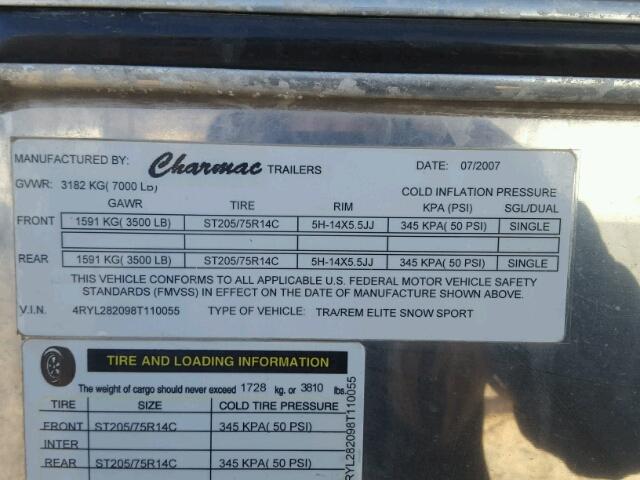 MANUFACTURED BY: Charmac TRAILERS DATE: 07/2007
GVWR: 3182 KG( 7000 LB)
COLD INFLATION PRESSURE
GAWR TIRE RIM KPA (PSI) SGL/DUAL
FRONT 1591 KG( 3500 LB) ST205/75R14C 5H-14X5.5JJ 345 KPA( 50 PSI) SINGLE
REAR 1591 KG( 3500 LB) ST205/75R14C 5H-14X5.5JJ 345 KPA( 50 PSI) SINGLE
THIS VEHICLE CONFORMS TO ALL APPLICABLE U.S. FEDERAL MOTOR VEHICLE SAFETY
STANDARDS (FMVSS) IN EFFECT ON THE DATE OF MANUFACTURE SHOWN ABOVE.
V.I.N. 4RYL282098T110055 TYPE OF VEHICLE: TRA/REM ELITE SNOW SPORT
TIRE AND LOADING INFORMATION
The weight of cargo should never exceed 1728 kg. or 3810 lbs.
TIRE SIZE COLD TIRE PRESSURE
FRONT ST205/75R14C 345 KPA( 50 PSI)
INTER
REAR ST205/75R14C 345 KPA( 50 PSI)
RYL282098T110055